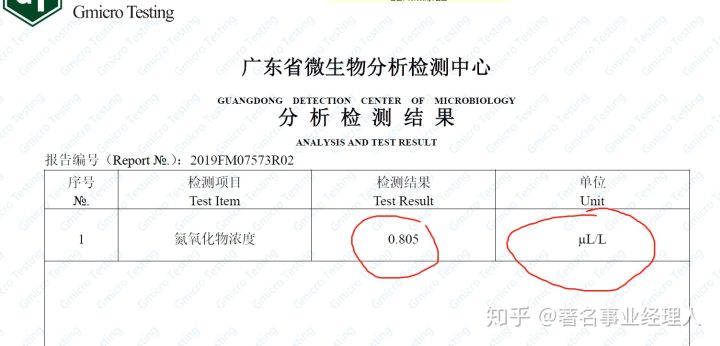 Gmicro Testing
广东省微生物分析检测中心
GUANGDONG DETECTION CENTER OF MICROBIOLOGY
分析检测结果
ANALYSIS AND TEST RESULT
报告编号（Report №.）：2019FM07573R02
序号 检测项目 检测结果 单位
№. Test Item Test Result Unit
1 氮氧化物浓度 0.805 μL/L
知乎 @著名事业经理人